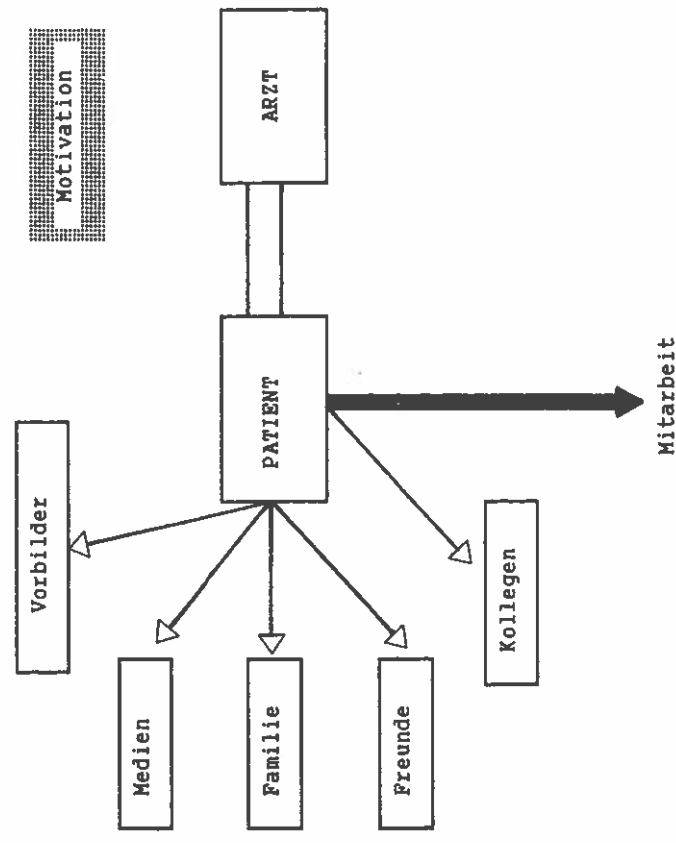 Motivation
ARZT
PATIENT
Vorbilder
Medien
Familie
Freunde
Kollegen
Mitarbeit